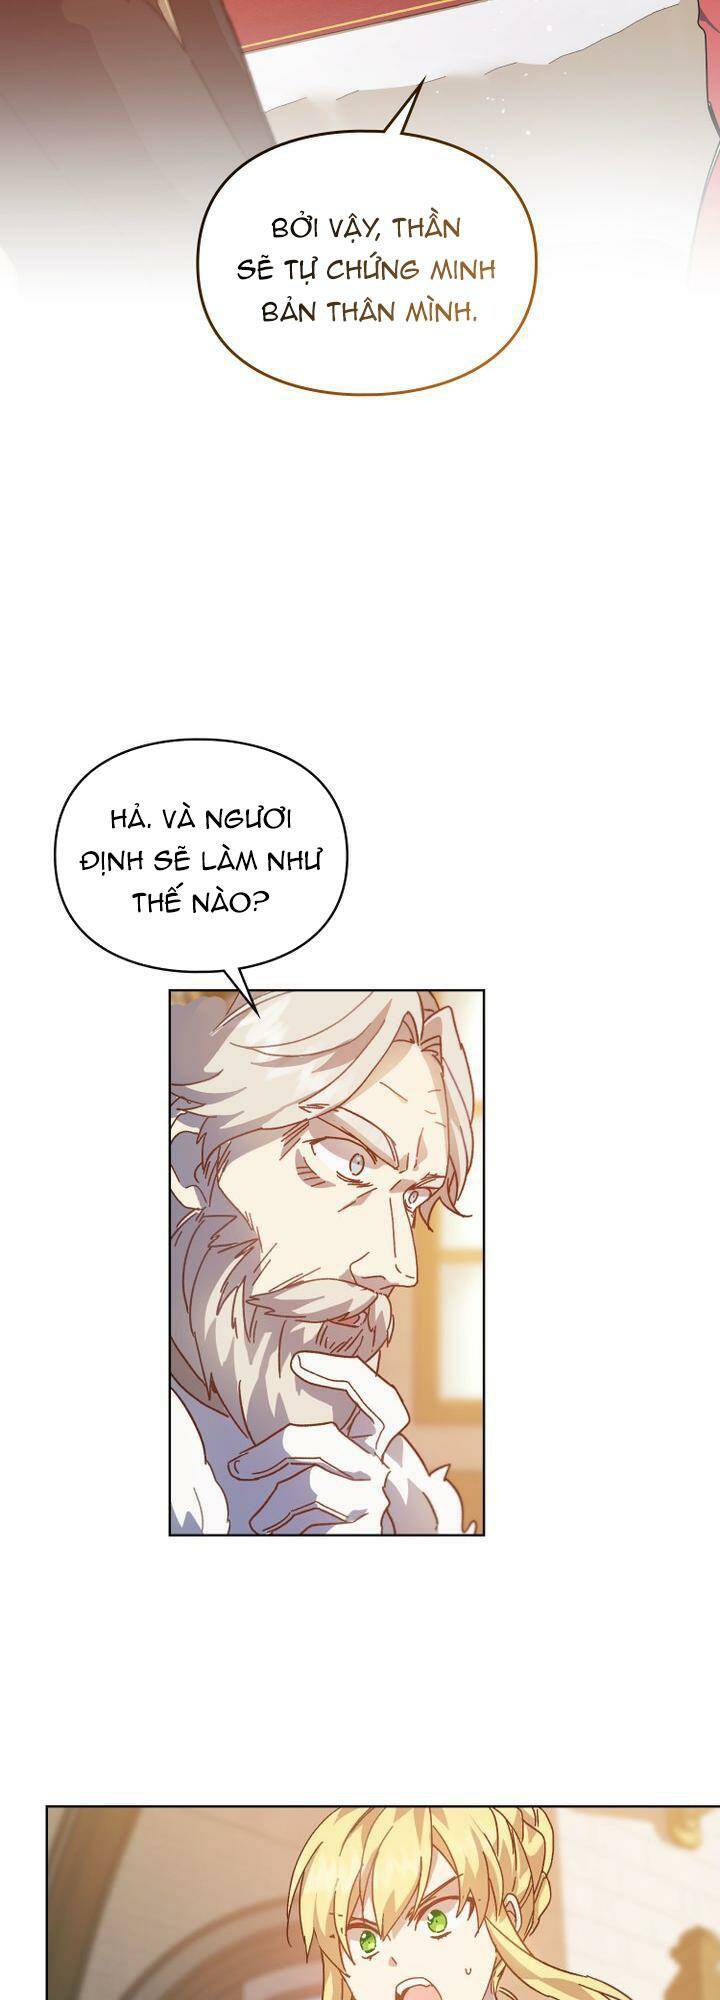 BỞI VẬY, THẦN
SẼ TỰ CHỨNG MINH
BẢN THÂN MÌNH.
HẢ. VÀ NGƯƠI
ĐỊNH SẼ LÀM NHƯ
THẾ NÀO?